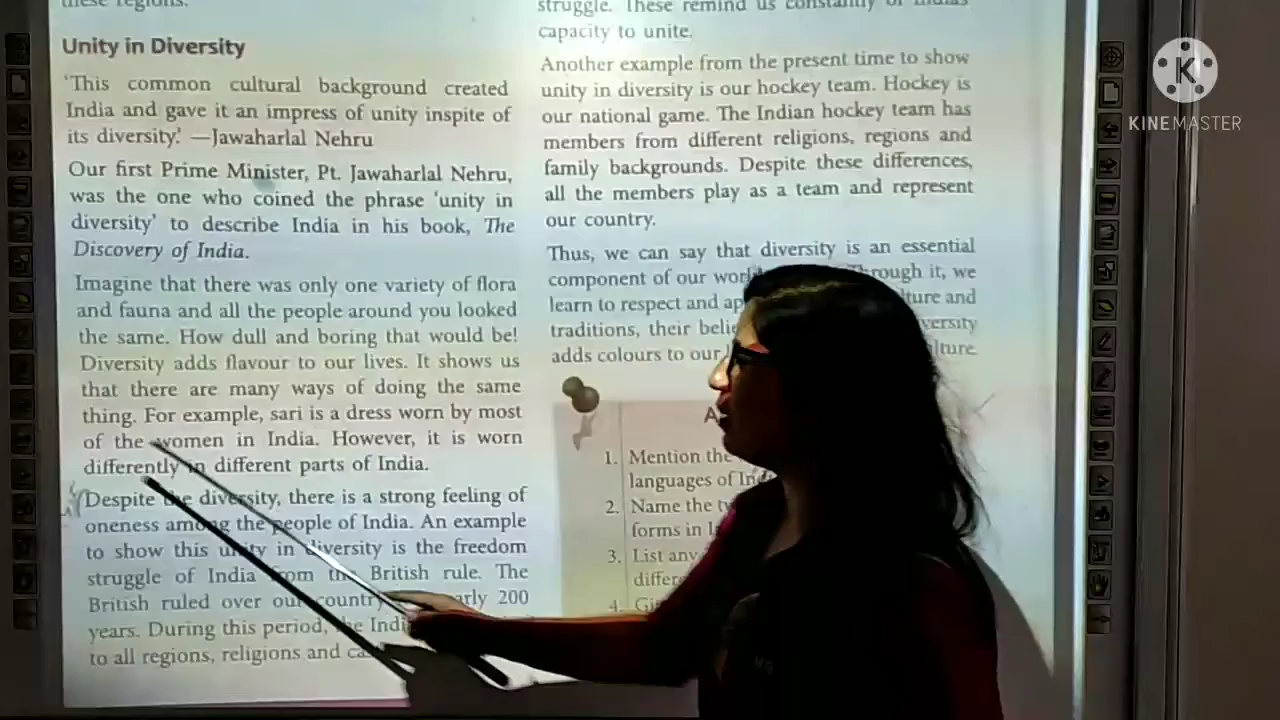 these regions.
Unity in Diversity
'This common cultural background created
India and gave it an impress of unity inspite of
its diversity.' —Jawaharlal Nehru
Our first Prime Minister, Pt. Jawaharlal Nehru,
was the one who coined the phrase 'unity in
diversity' to describe India in his book, The
Discovery of India.
Imagine that there was only one variety of flora
and fauna and all the people around you looked
the same. How dull and boring that would be!
Diversity adds flavour to our lives. It shows us
that there are many ways of doing the same
thing. For example, sari is a dress worn by most
of the women in India. However, it is worn
differently in different parts of India.
Despite the diversity, there is a strong feeling of
oneness among the people of India. An example
to show this unity in diversity is the freedom
struggle of India from the British rule. The
British ruled over our country
200
years. During this period, the
to all regions, religions and
struggle. These remind us constantly of India's
capacity to unite.
Another example from the present time to show
unity in diversity is our hockey team. Hockey is
our national game. The Indian hockey team has
members from different religions, regions and
family backgrounds. Despite these differences,
all the members play as a team and represent
our country.
Thus, we can say that diversity is an essential
component of our we
learn to respect and and
traditions, their
adds colours to our
1. Mention the
languages of
2. Name the
forms in
3. List
4.
KINEMASTER